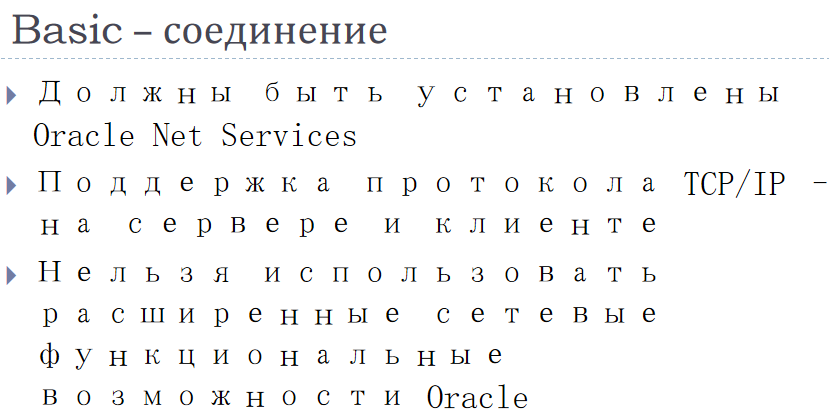 Basic – соединение
Должны быть установлены
Oracle Net Services
Поддержка протокола TCP/IP –
на сервере и клиенте
Нельзя использовать
расширенные сетевые
функциональные
возможности Oracle